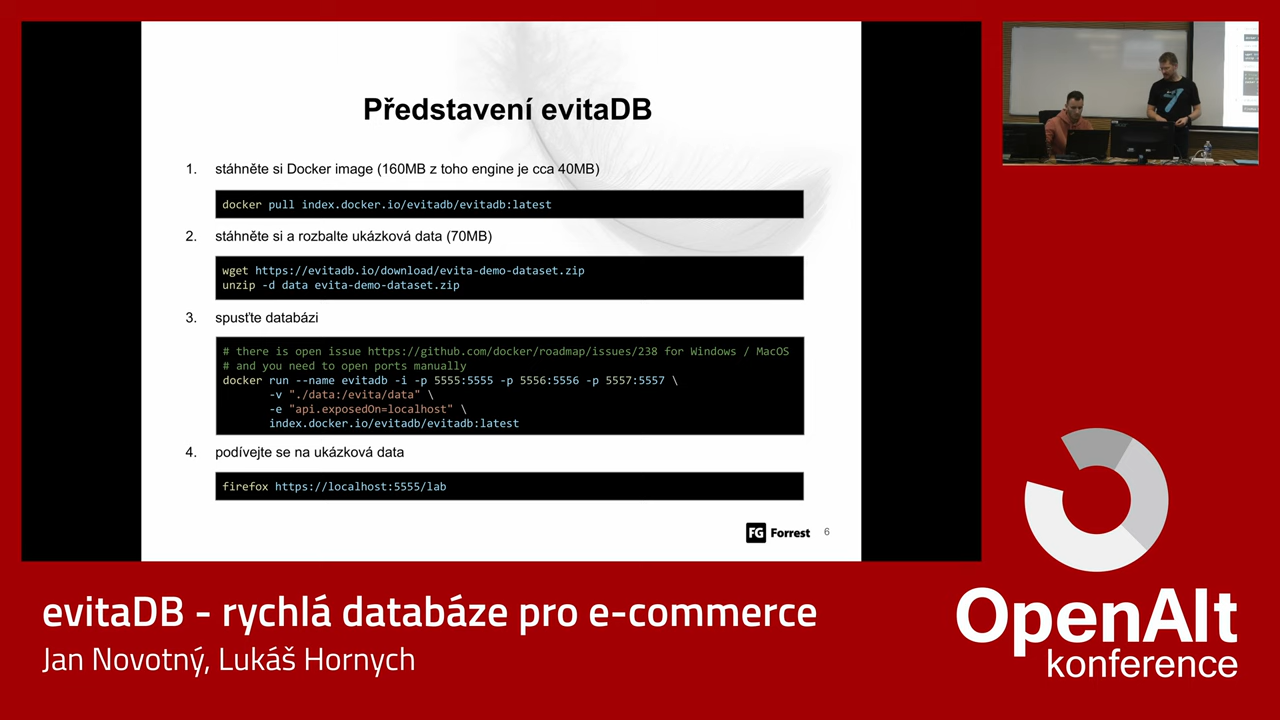 Představení evitaDB
1. stáhněte si Docker image (160MB z toho engine je cca 40MB)
docker pull index.docker.io/evitadb/evitadb:latest
2. stáhněte si a rozbalte ukázková data (70MB)
wget https://evitadb.io/download/evita-demo-dataset.zip
unzip -d data evita-demo-dataset.zip
3. spusťte databázi
# there is open issue https://github.com/docker/roadmap/issues/238 for Windows / MacOS
# and you need to open ports manually
docker run --name evitadb -i -p 5555:5555 -p 5556:5556 -p 5557:5557 \
-v "./data:/evita/data" \
-e "api.exposedOn=localhost" \
index.docker.io/evitadb/evitadb:latest
4. podívejte se na ukázková data
firefox https://localhost:5555/lab
FG Forrest 6
evitaDB - rychlá databáze pro e-commerce
Jan Novotný, Lukáš Hornych
OpenAlt
konference